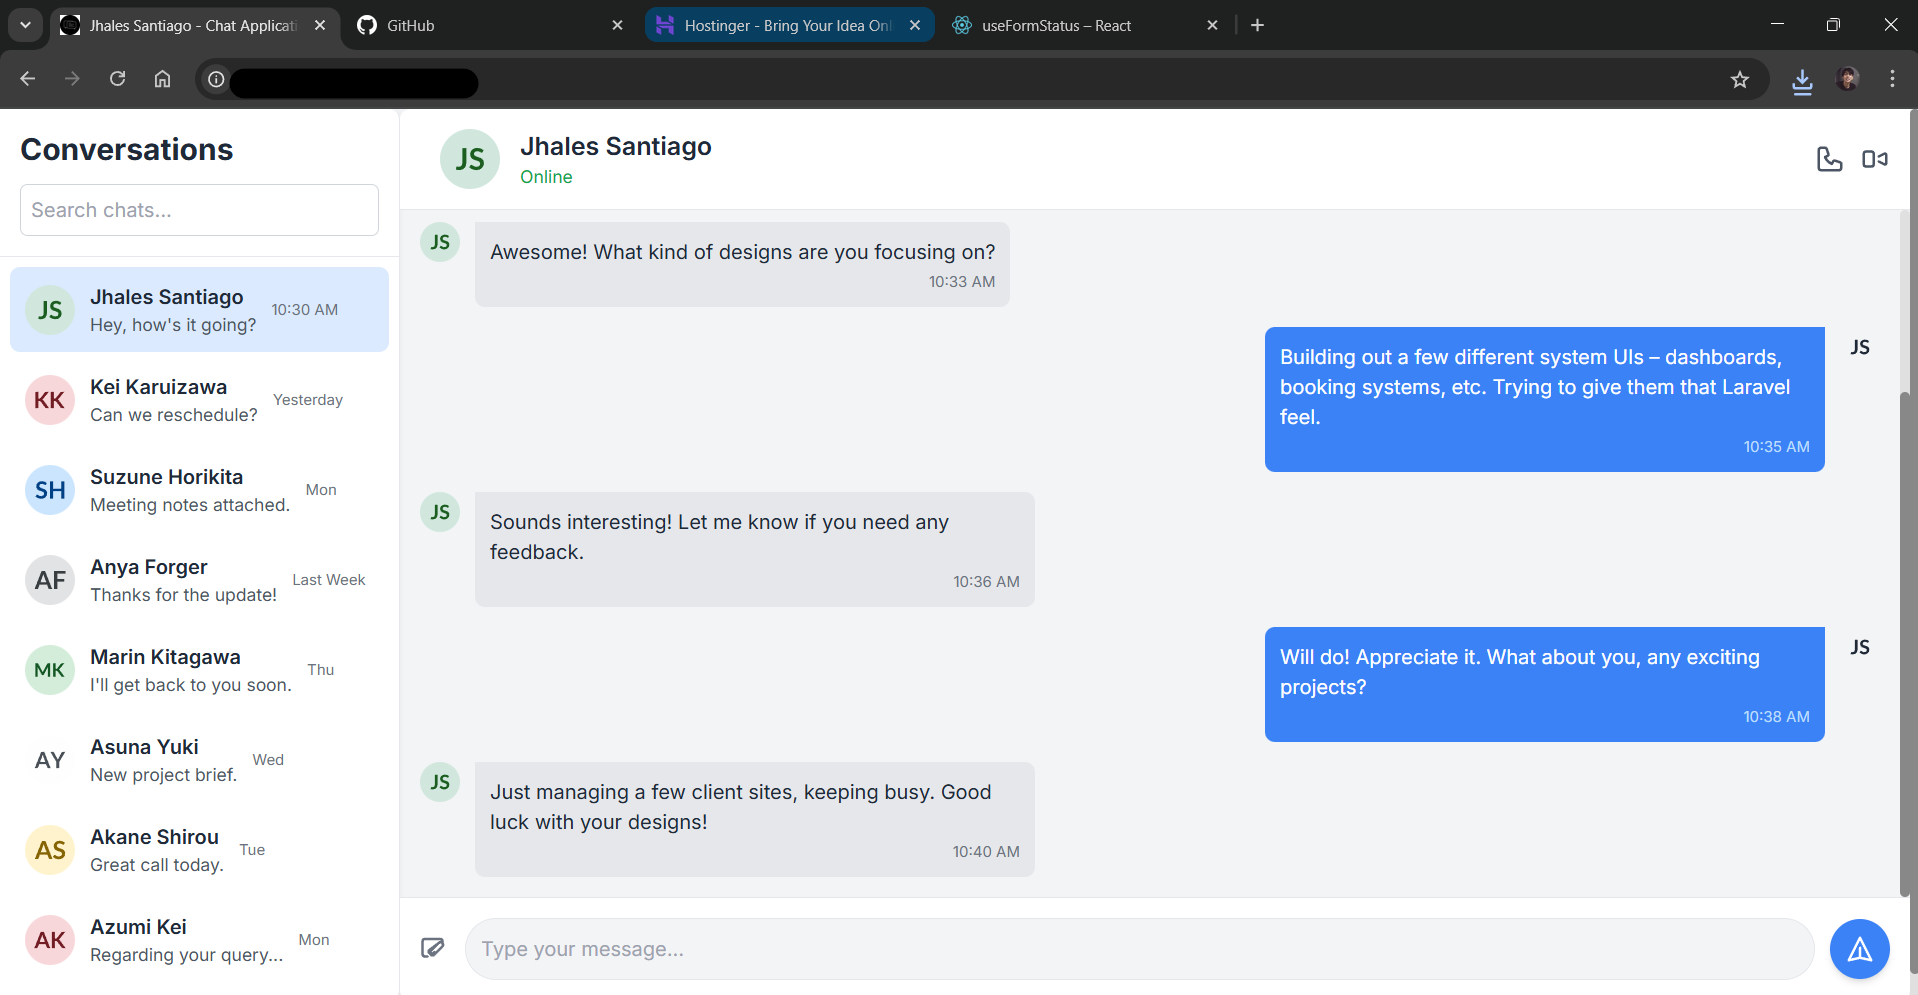 Jhales Santiago - Chat Applicati
GitHub
Hostinger - Bring Your Idea Onl
useFormStatus – React
Conversations
Search chats...
JS
Jhales Santiago
Hey, how's it going?
10:30 AM
KK
Kei Karuizawa
Can we reschedule?
Yesterday
SH
Suzune Horikita
Meeting notes attached.
Mon
AF
Anya Forger
Thanks for the update!
Last Week
MK
Marin Kitagawa
I'll get back to you soon.
Thu
AY
Asuna Yuki
New project brief.
Wed
AS
Akane Shirou
Great call today.
Tue
AK
Azumi Kei
Regarding your query...
Mon
JS
Jhales Santiago
Online
JS
Awesome! What kind of designs are you focusing on?
10:33 AM
Building out a few different system UIs – dashboards,
booking systems, etc. Trying to give them that Laravel
feel.
10:35 AM
JS
JS
Sounds interesting! Let me know if you need any
feedback.
10:36 AM
Will do! Appreciate it. What about you, any exciting
projects?
10:38 AM
JS
JS
Just managing a few client sites, keeping busy. Good
luck with your designs!
10:40 AM
Type your message...